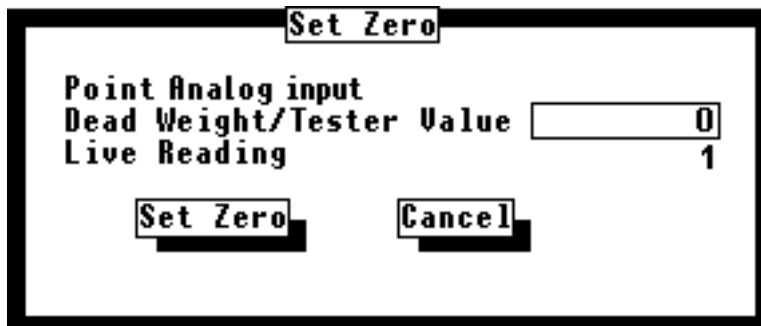 Set Zero
Point Analog input
Dead Weight/Tester Value 0
Live Reading 1
Set Zero Cancel